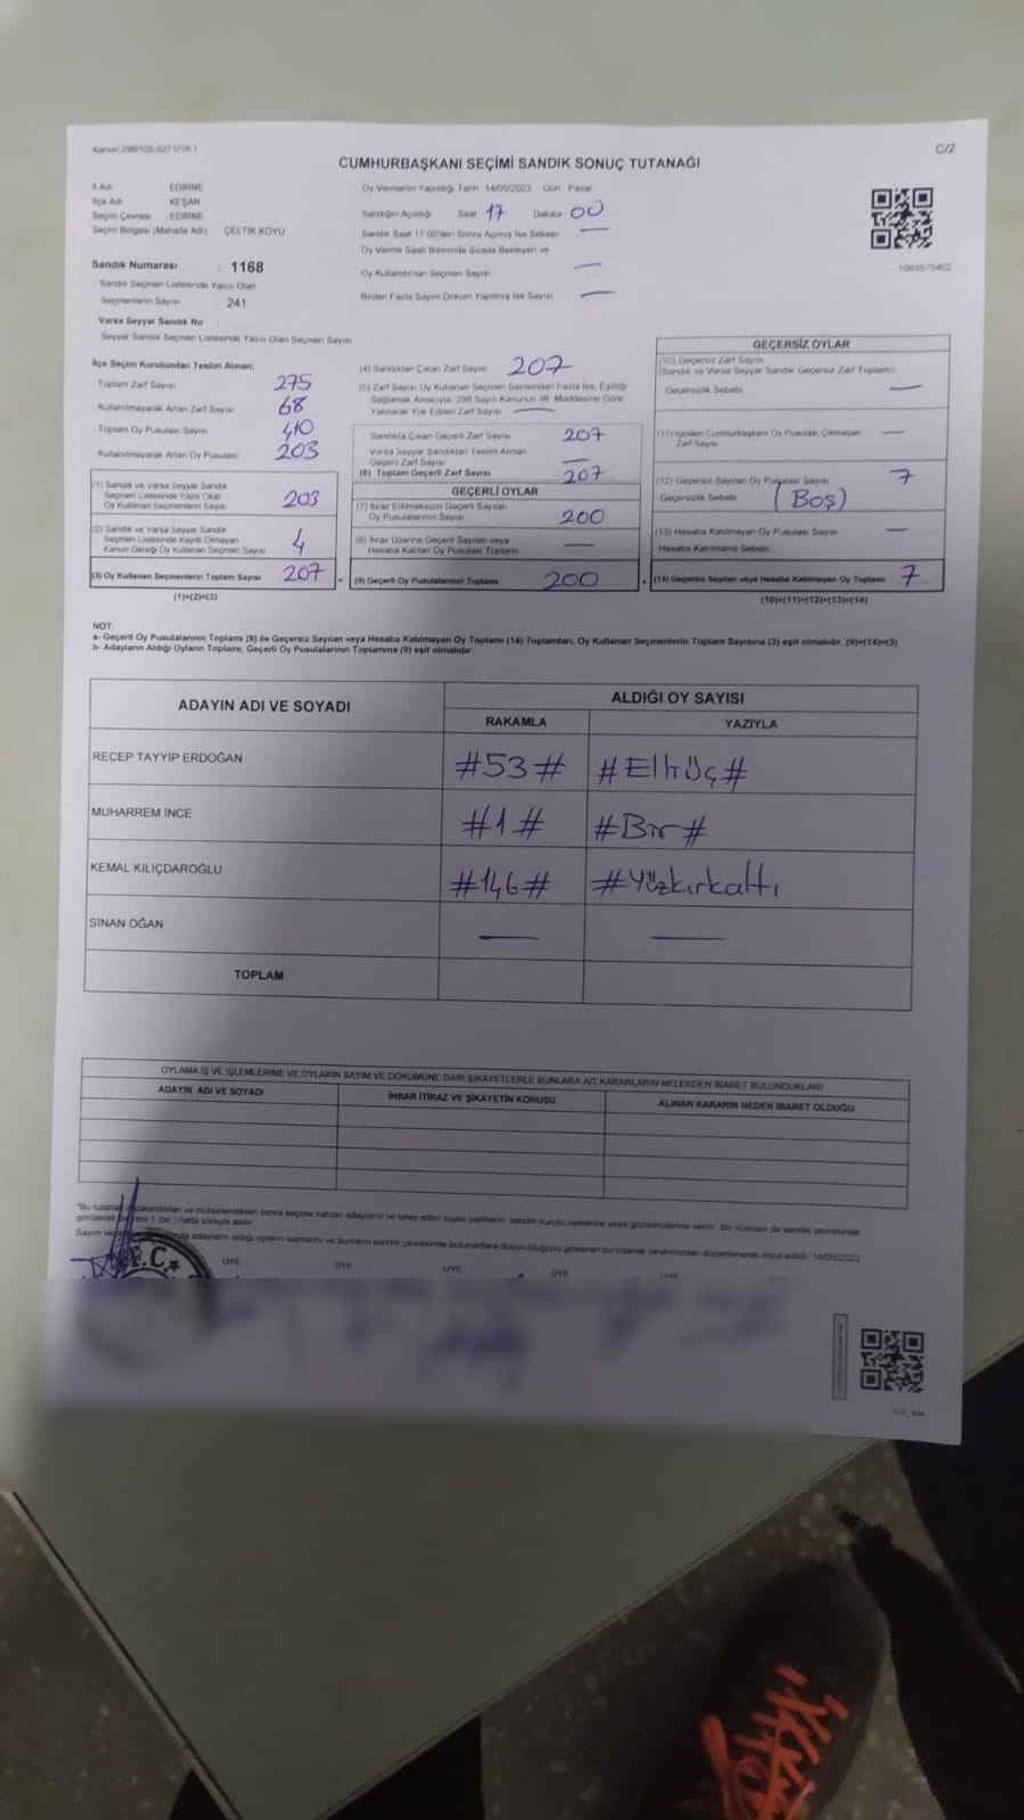 Kanun:298/105-6271/19-1
C/2
CUMHURBAŞKANI SEÇİMİ SANDIK SONUÇ TUTANAĞI
İl Adı EDİRNE
İlçe Adı KEŞAN
Seçim Çevresi :EDİRNE
Seçim Bölgesi (Mahalle Adı) ÇELTİK KÖYÜ
Oy Vermenin Yapıldığı Tarih 14/05/2023 Gün Pazar
Sandığın Açıldığı Saat 17 Dakika 00
Sandık Saat 17.00'den Sonra Açılmış İse Sebebi —
Oy Verme Saati Bitiminde Sırada Bekleyen ve
Oy Kullandırılan Seçmen Sayısı —
Birden Fazla Sayım Döküm Yapılmış İse Sayısı —
Sandık Numarası : 1168
Sandık Seçmen Listesinde Yazılı Olan
Seçmenlerin Sayısı 241
Varsa Seyyar Sandık No :
Seyyar Sandık Seçmen Listesinde Yazılı Olan Seçmen Sayısı
İlçe Seçim Kurulundan Teslim Alınan;
- Toplam Zarf Sayısı 275
- Kullanılmayarak Artan Zarf Sayısı 68
- Toplam Oy Pusulası Sayısı 410
- Kullanılmayarak Artan Oy Pusulası 203
(1) Sandık ve Varsa Seyyar Sandık
Seçmen Listesinde Yazılı Olup
Oy Kullanan Seçmenlerin Sayısı 203
(2) Sandık ve Varsa Seyyar Sandık
Seçmen Listesinde Kayıtlı Olmayan
Kanun Gereği Oy Kullanan Seçmen Sayısı 4
(3) Oy Kullanan Seçmenlerin Toplam Sayısı 207
(1)+(2)=(3)
(4) Sandıktan Çıkan Zarf Sayısı 207
(5) Zarf Sayısı Oy Kullanan Seçmen Sayısından Fazla İse, Eşitliği
Sağlamak Amacıyla, 298 Sayılı Kanunun 98. Maddesine Göre
Yakılarak Yok Edilen Zarf Sayısı —
Sandıkta Çıkan Geçerli Zarf Sayısı 207
Varsa Seyyar Sandıktan Teslim Alınan
Geçerli Zarf Sayısı —
(6) Toplam Geçerli Zarf Sayısı 207
GEÇERLİ OYLAR
(7) İtiraz Edilmeksizin Geçerli Sayılan
Oy Pusulalarının Sayısı 200
(8) İtiraz Üzerine Geçerli Sayılan veya
Hesaba Katılan Oy Pusulası Toplamı —
(9) Geçerli Oy Pusulalarının Toplamı 200
GEÇERSİZ OYLAR
(10) Geçersiz Zarf Sayısı
(Sandık ve Varsa Seyyar Sandık Geçersiz Zarf Toplamı)
Geçersizlik Sebebi —
(11) İçinden Cumhurbaşkanı Oy Pusulası Çıkmayan
Zarf Sayısı —
(12) Geçersiz Sayılan Oy Pusulası Sayısı 7
Geçersizlik Sebebi (Boş)
(13) Hesaba Katılmayan Oy Pusulası Sayısı —
Hesaba Katılmama Sebebi
(14) Geçersiz Sayılan veya Hesaba Katılmayan Oy Toplamı 7
(10)+(11)+(12)+(13)=(14)
NOT:
a- Geçerli Oy Pusulalarının Toplamı (9) ile Geçersiz Sayılan veya Hesaba Katılmayan Oy Toplamı (14) Toplamları, Oy Kullanan Seçmenlerin Toplam Sayısına (3) eşit olmalıdır. (9)+(14)=(3)
b- Adayların Aldığı Oyların Toplamı, Geçerli Oy Pusulalarının Toplamına (9) eşit olmalıdır.
ADAYIN ADI VE SOYADI
ALDIĞI OY SAYISI
RAKAMLA YAZIYLA
RECEP TAYYİP ERDOĞAN #53# #Elliüç#
MUHARREM İNCE #1# #Bir#
KEMAL KILIÇDAROĞLU #146# #Yüzkırkaltı
SİNAN OĞAN — —
TOPLAM
OYLAMA İŞ VE İŞLEMLERİNE VE OYLARIN SAYIM VE DÖKÜMÜNE DAİR ŞİKAYETLERLE BUNLARA AİT KARARLARIN NELERDEN İBARET BULUNDUKLARI
ADAYIN ADI VE SOYADI İHBAR İTİRAZ VE ŞİKAYETİN KONUSU ALINAN KARARIN NEDEN İBARET OLDUĞU
T.C.
ÜYE ÜYE ÜYE ÜYE